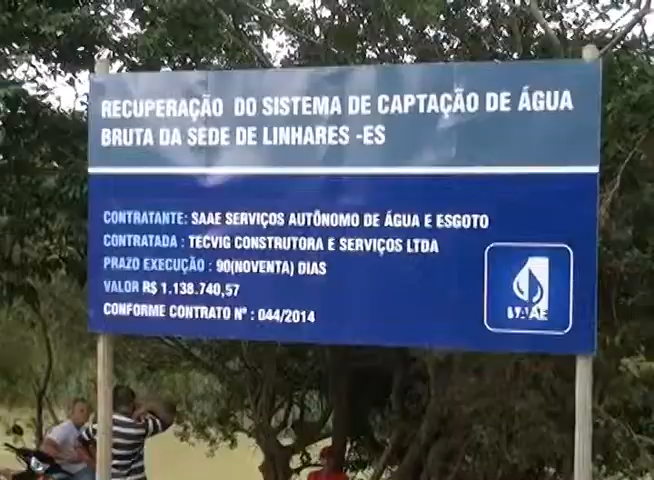 RECUPERAÇÃO DO SISTEMA DE CAPTAÇÃO DE ÁGUA
BRUTA DA SEDE DE LINHARES -ES
CONTRATANTE: SAAE SERVIÇOS AUTÔNOMO DE ÁGUA E ESGOTO
CONTRATADA : TECVIG CONSTRUTORA E SERVIÇOS LTDA
PRAZO EXECUÇÃO : 90(NOVENTA) DIAS
VALOR R$ 1.138.740,57
CONFORME CONTRATO Nº : 044/2014
SAAE